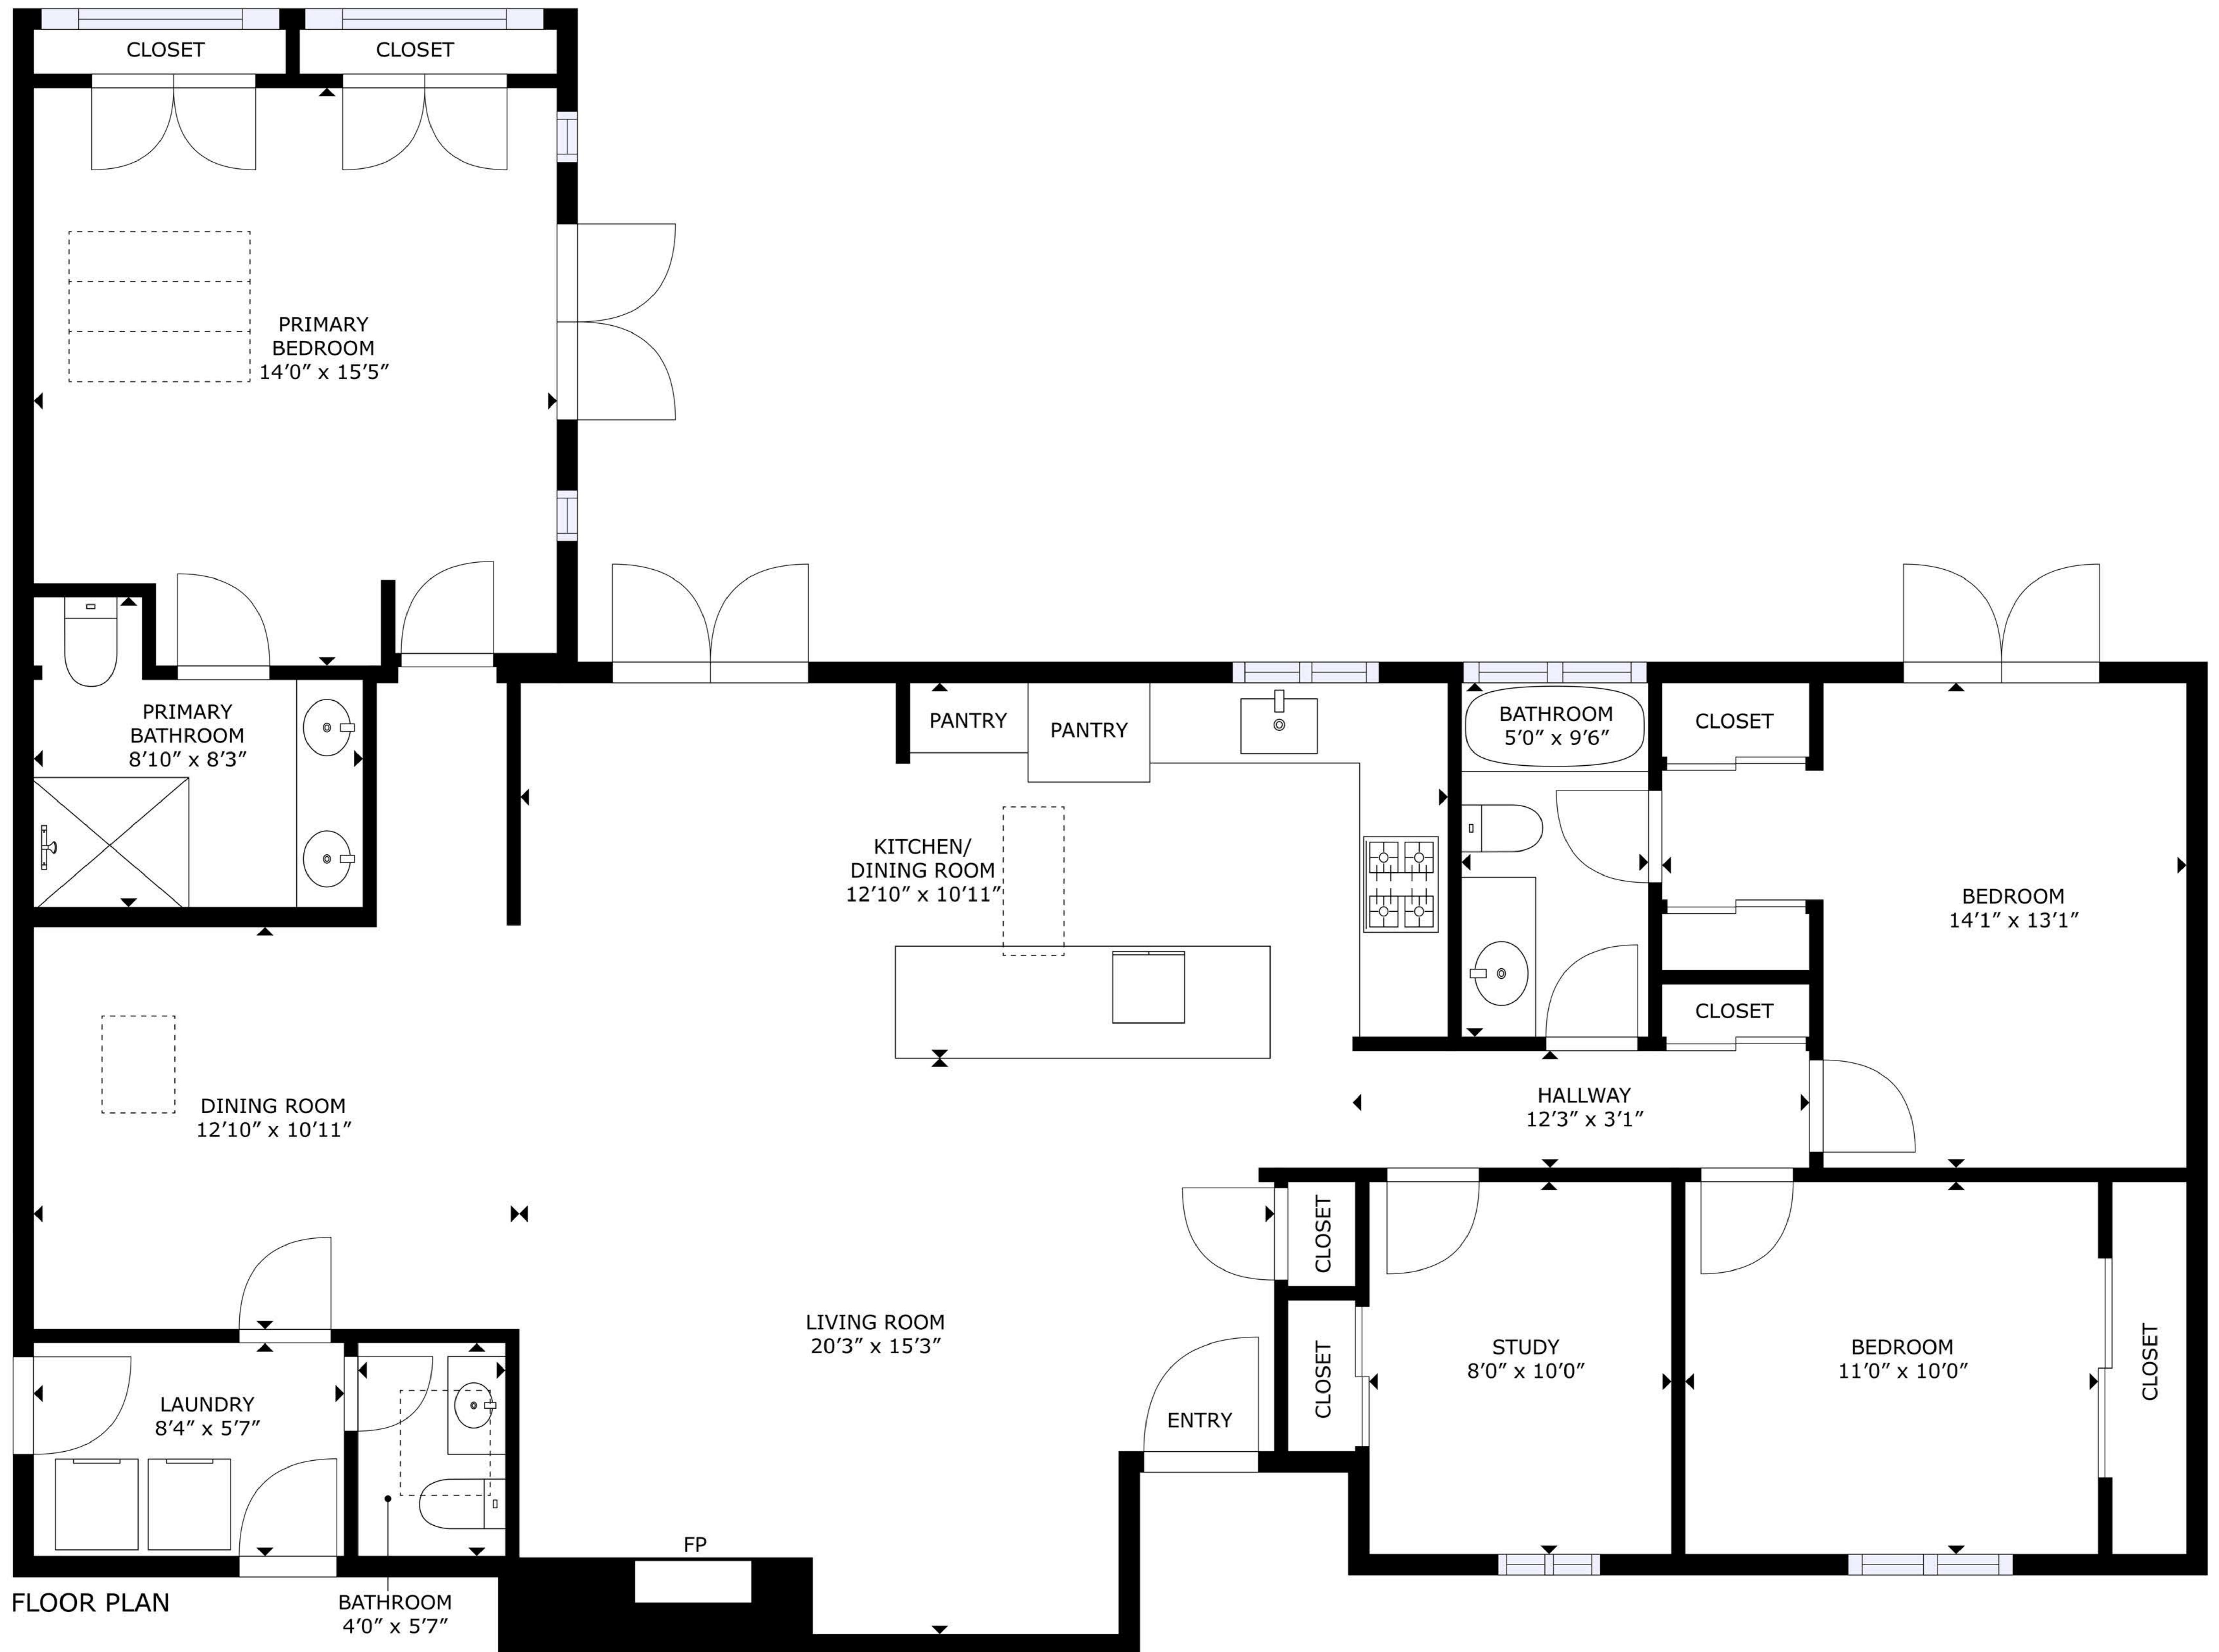 CLOSET
CLOSET
PRIMARY
BEDROOM
14’0” x 15’5”
PRIMARY
BATHROOM
8’10” x 8’3”
PANTRY
PANTRY
BATHROOM
5’0” x 9’6”
CLOSET
KITCHEN/
DINING ROOM
12’10” x 10’11”
BEDROOM
14’1” x 13’1”
CLOSET
DINING ROOM
12’10” x 10’11”
HALLWAY
12’3” x 3’1”
CLOSET
LIVING ROOM
20’3” x 15’3”
CLOSET
STUDY
8’0” x 10’0”
BEDROOM
11’0” x 10’0”
CLOSET
LAUNDRY
8’4” x 5’7”
ENTRY
FP
FLOOR PLAN
BATHROOM
4’0” x 5’7”